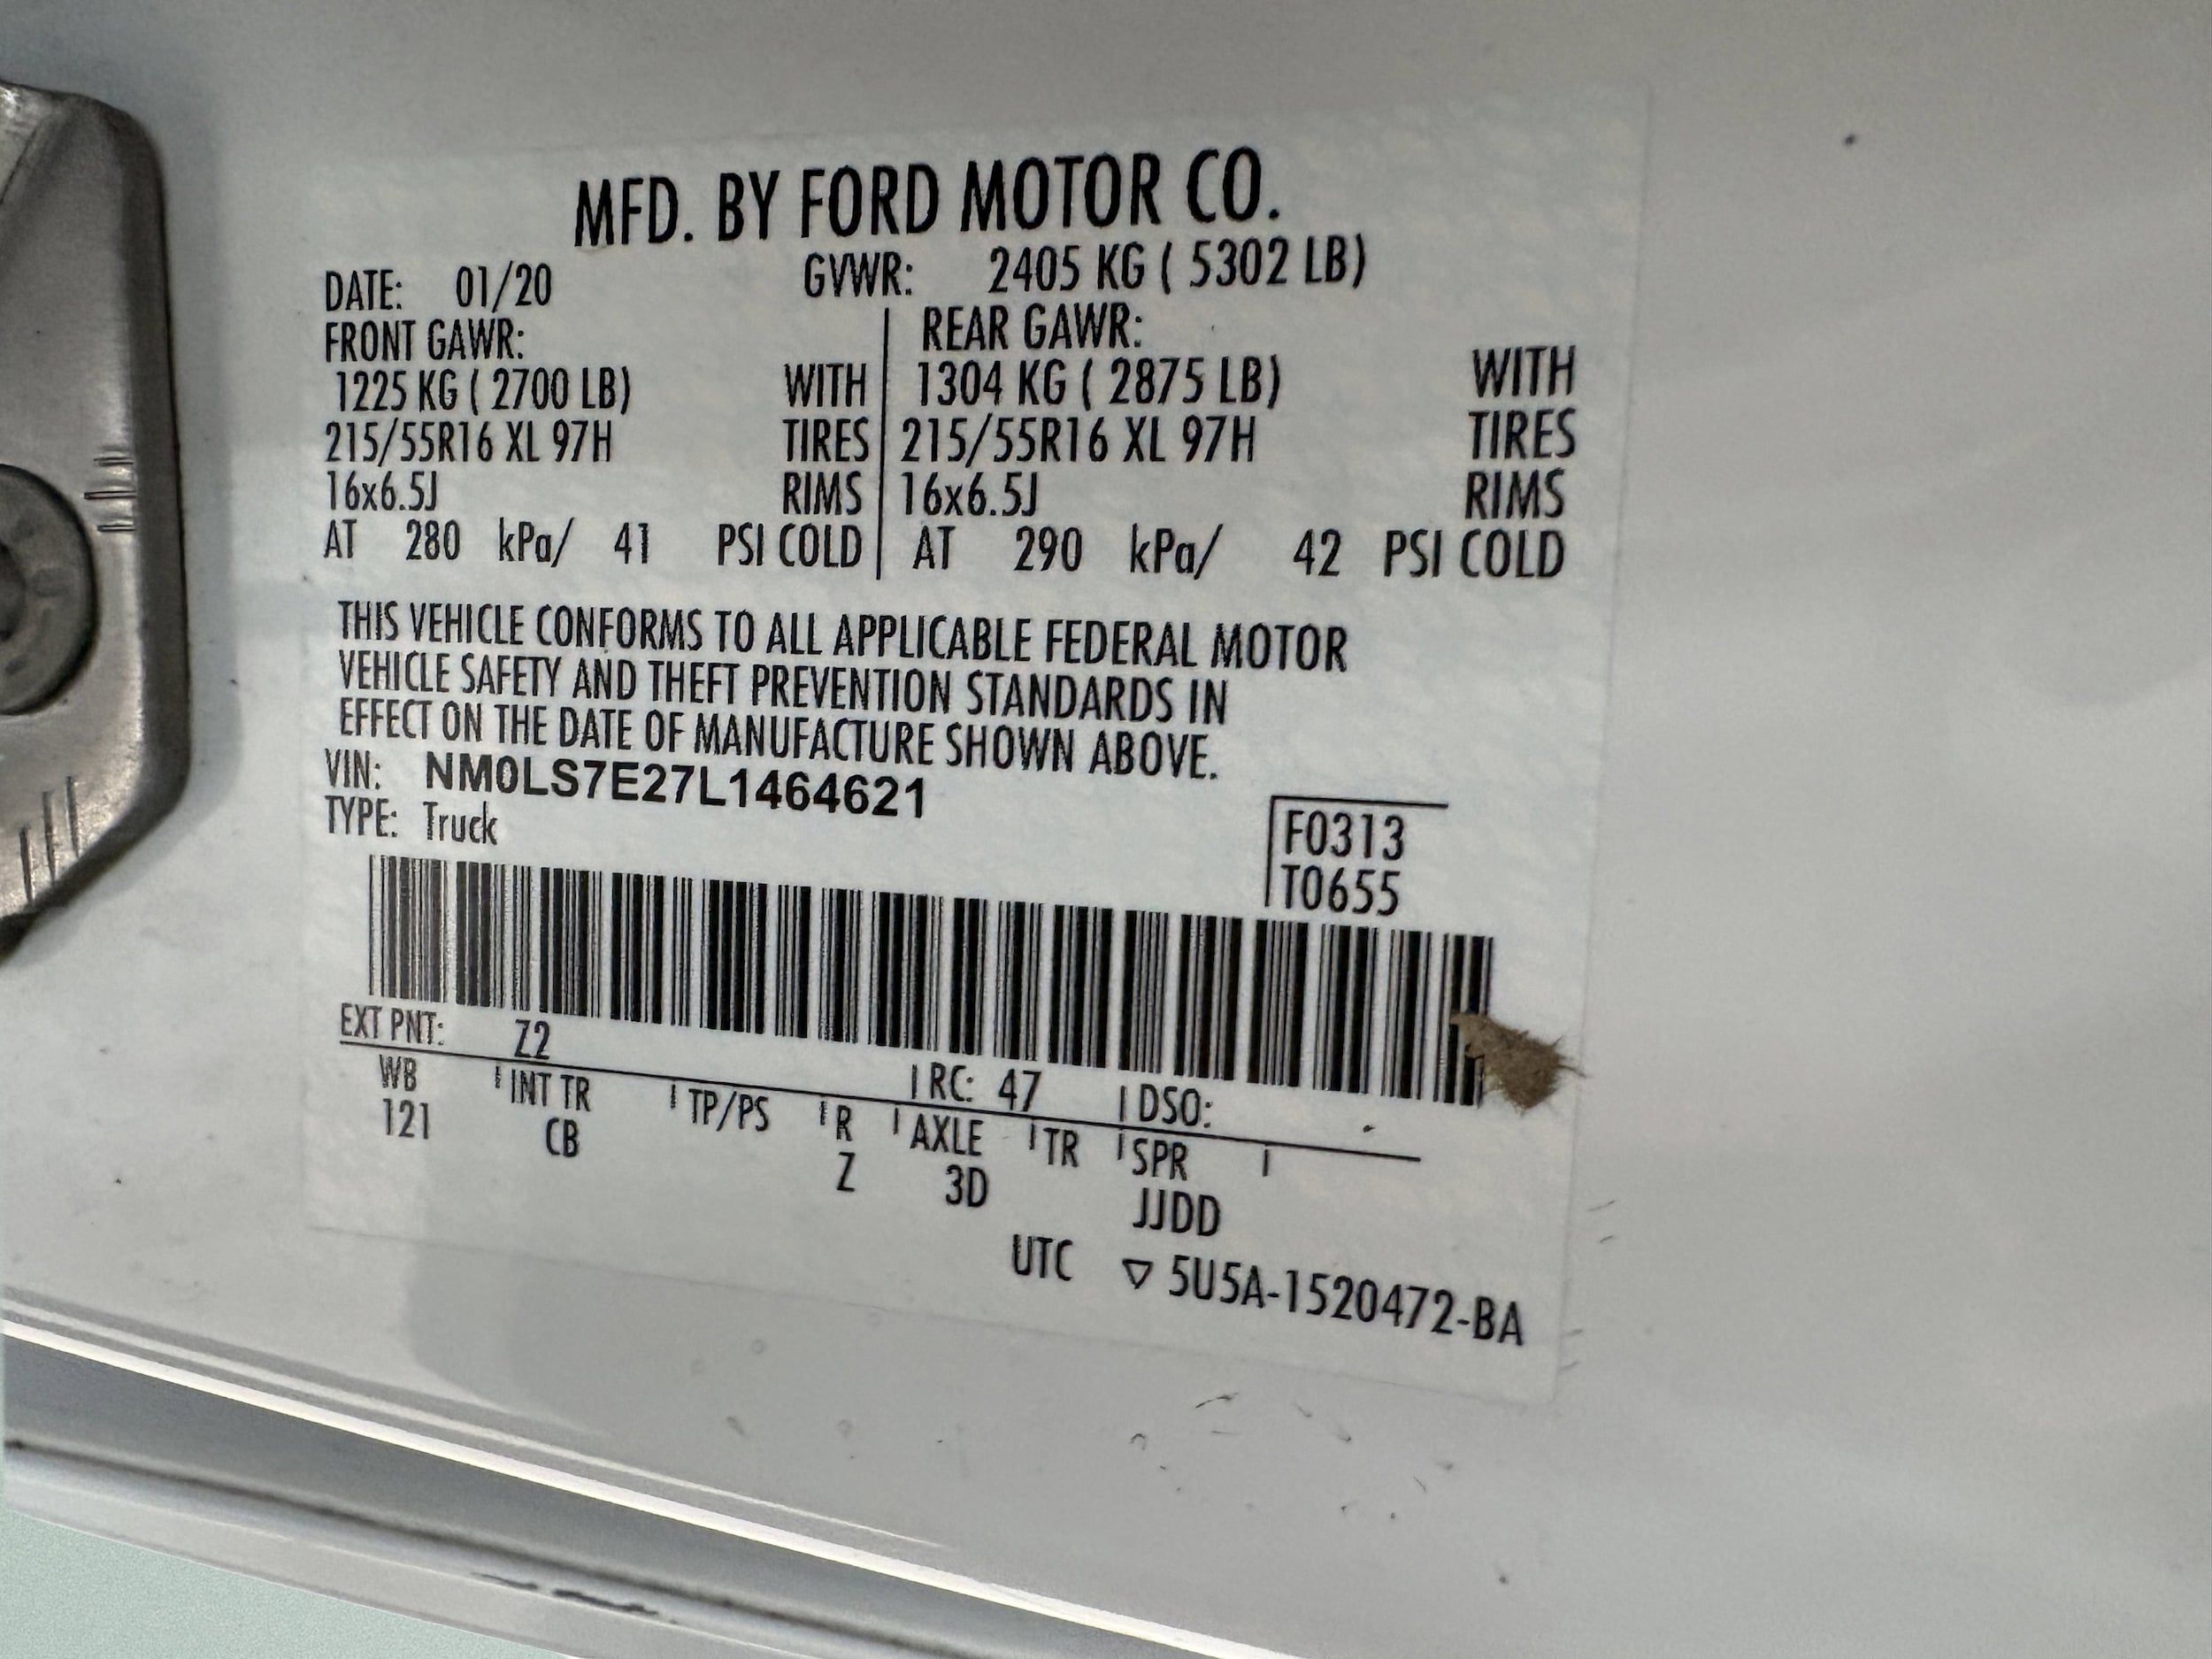 MFD. BY FORD MOTOR CO.
DATE: 01/20 GVWR: 2405 KG ( 5302 LB)
FRONT GAWR: REAR GAWR:
1225 KG ( 2700 LB) WITH 1304 KG ( 2875 LB) WITH
215/55R16 XL 97H TIRES 215/55R16 XL 97H TIRES
16x6.5J RIMS 16x6.5J RIMS
AT 280 kPa/ 41 PSI COLD AT 290 kPa/ 42 PSI COLD
THIS VEHICLE CONFORMS TO ALL APPLICABLE FEDERAL MOTOR
VEHICLE SAFETY AND THEFT PREVENTION STANDARDS IN
EFFECT ON THE DATE OF MANUFACTURE SHOWN ABOVE.
VIN: NM0LS7E27L1464621
TYPE: Truck
F0313
T0655
EXT PNT: Z2 RC: 47 DSO:
WB INT TR TP/PS R AXLE TR SPR
121 CB Z 3D JJDD
UTC ▽ 5U5A-1520472-BA